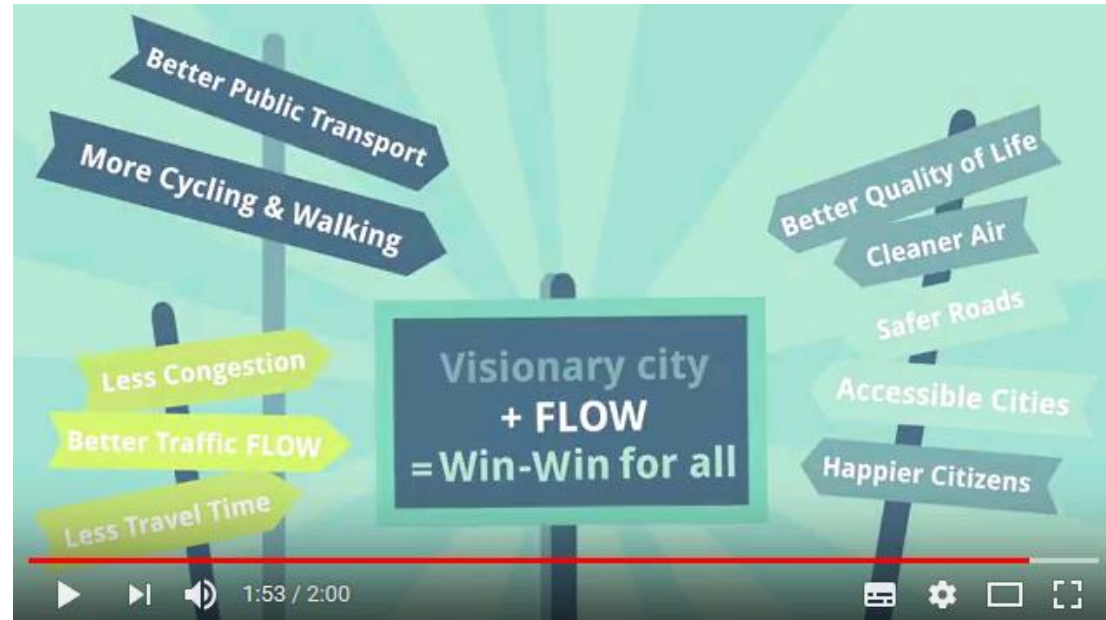 Better Public Transport
More Cycling & Walking
Less Congestion
Better Traffic FLOW
Less Travel Time
Visionary city
+ FLOW
= Win-Win for all
Better Quality of Life
Cleaner Air
Safer Roads
Accessible Cities
Happier Citizens
1:53 / 2:00